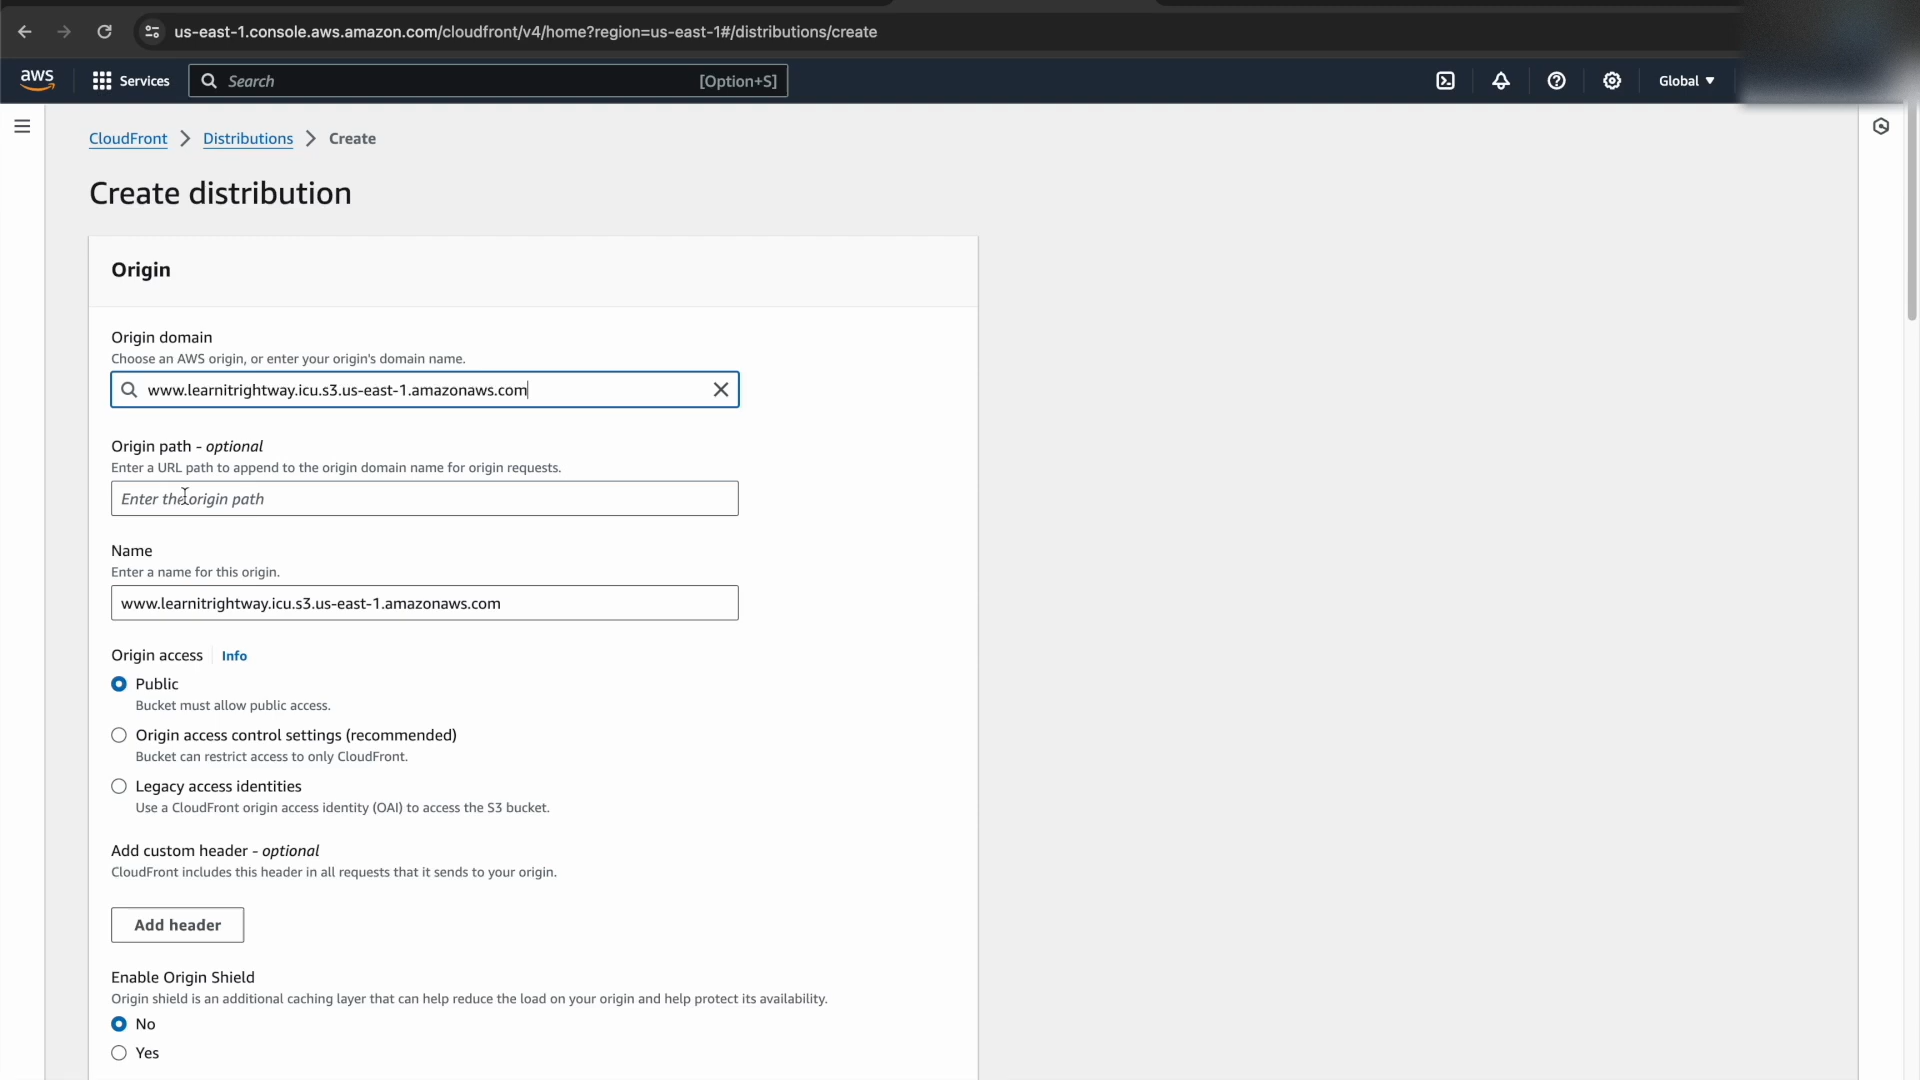 us-east-1.console.aws.amazon.com/cloudfront/v4/home?region=us-east-1#/distributions/create
aws Services Search [Option+S] Global
CloudFront > Distributions > Create
Create distribution
Origin
Origin domain
Choose an AWS origin, or enter your origin's domain name.
www.learnitrightway.icu.s3.us-east-1.amazonaws.com
Origin path - optional
Enter a URL path to append to the origin domain name for origin requests.
Enter the origin path
Name
Enter a name for this origin.
www.learnitrightway.icu.s3.us-east-1.amazonaws.com
Origin access Info
Public
Bucket must allow public access.
Origin access control settings (recommended)
Bucket can restrict access to only CloudFront.
Legacy access identities
Use a CloudFront origin access identity (OAI) to access the S3 bucket.
Add custom header - optional
CloudFront includes this header in all requests that it sends to your origin.
Add header
Enable Origin Shield
Origin shield is an additional caching layer that can help reduce the load on your origin and help protect its availability.
No
Yes